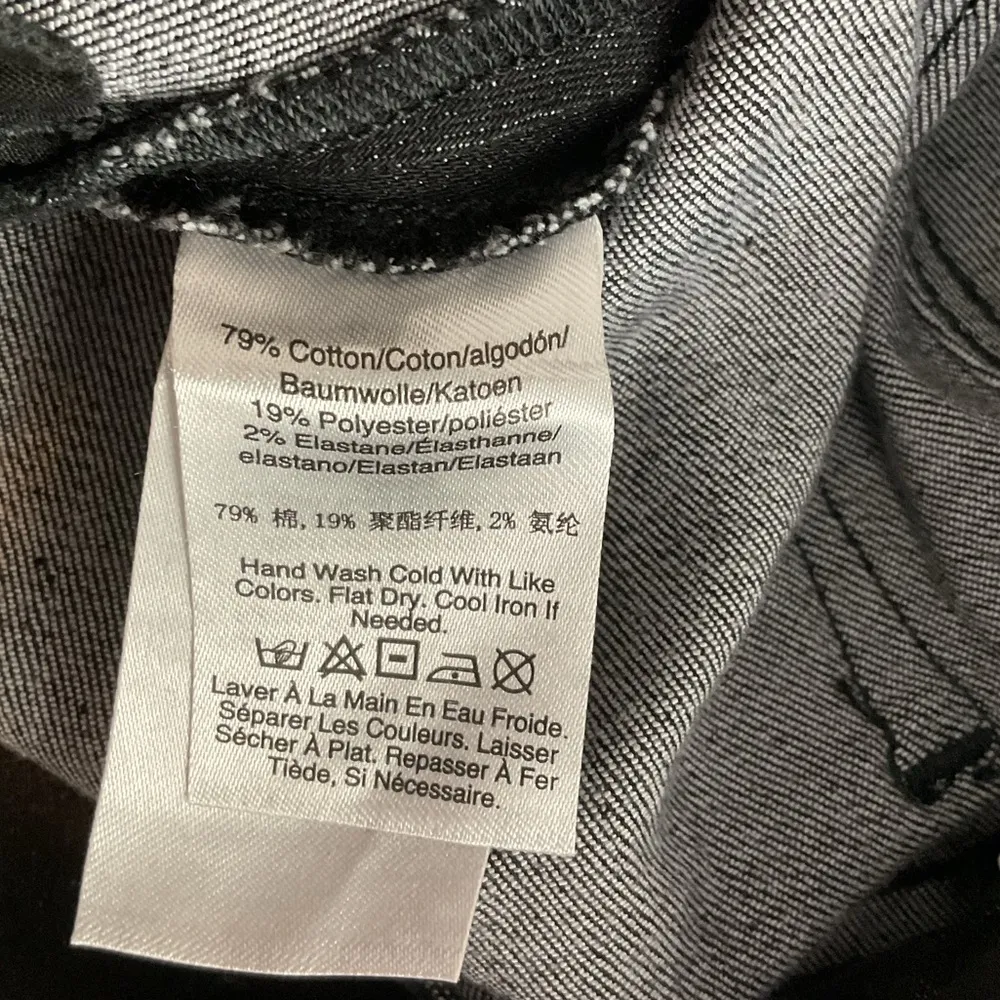 79% Cotton/Coton/algodón/
Baumwolle/Katoen
19% Polyester/poliéster
2% Elastane/Élasthanne/
elastano/Elastan/Elastaan
79% 棉, 19% 聚酯纤维, 2% 氨纶
Hand Wash Cold With Like
Colors. Flat Dry. Cool Iron If
Needed.
Laver À La Main En Eau Froide.
Séparer Les Couleurs. Laisser
Sécher À Plat. Repasser À Fer
Tiède, Si Nécessaire.